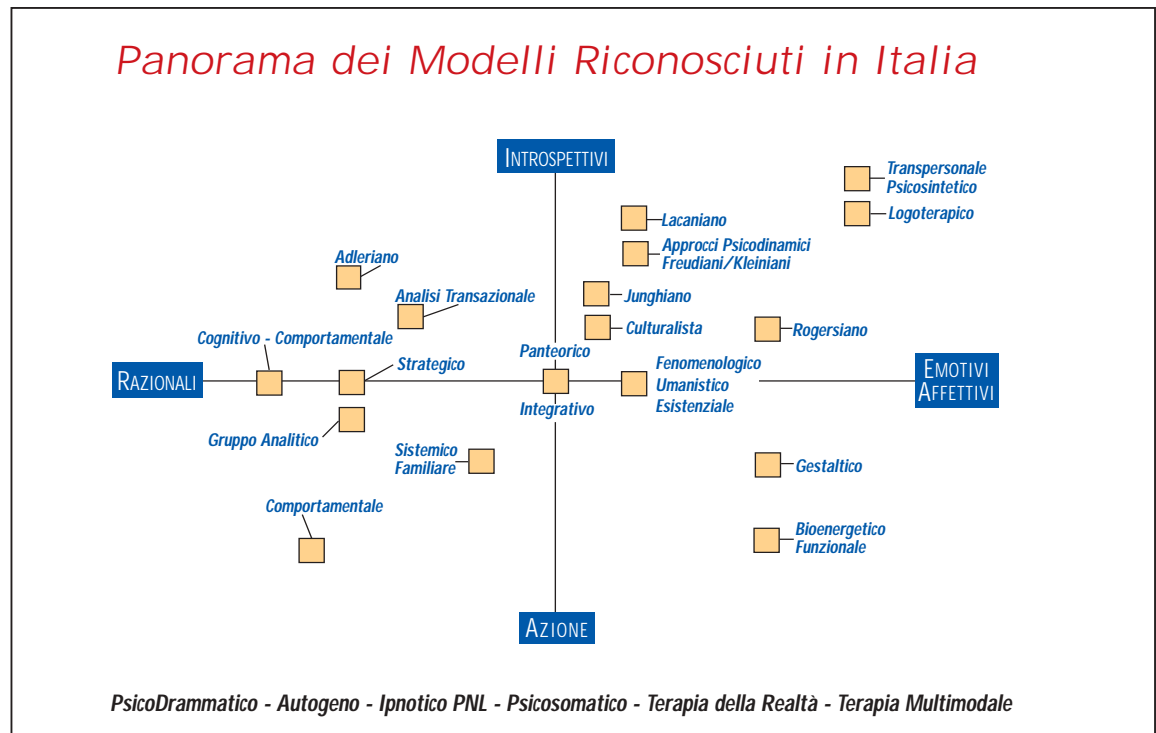 Panorama dei Modelli Riconosciuti in Italia
INTROSPETTIVI
Transpersonale
Psicosintetico
Logoterapico
Lacaniano
Approcci Psicodinamici
Freudiani/Kleiniani
Adleriano
Junghiano
Analisi Transazionale
Culturalista
Rogersiano
Cognitivo - Comportamentale
Strategico
Panteorico
Integrativo
Fenomenologico
Umanistico
Esistenziale
RAZIONALI
EMOTIVI
AFFETTIVI
Gruppo Analitico
Sistemico
Familiare
Gestaltico
Comportamentale
Bioenergetico
Funzionale
AZIONE
PsicoDrammatico - Autogeno - Ipnotico PNL - Psicosomatico - Terapia della Realtà - Terapia Multimodale